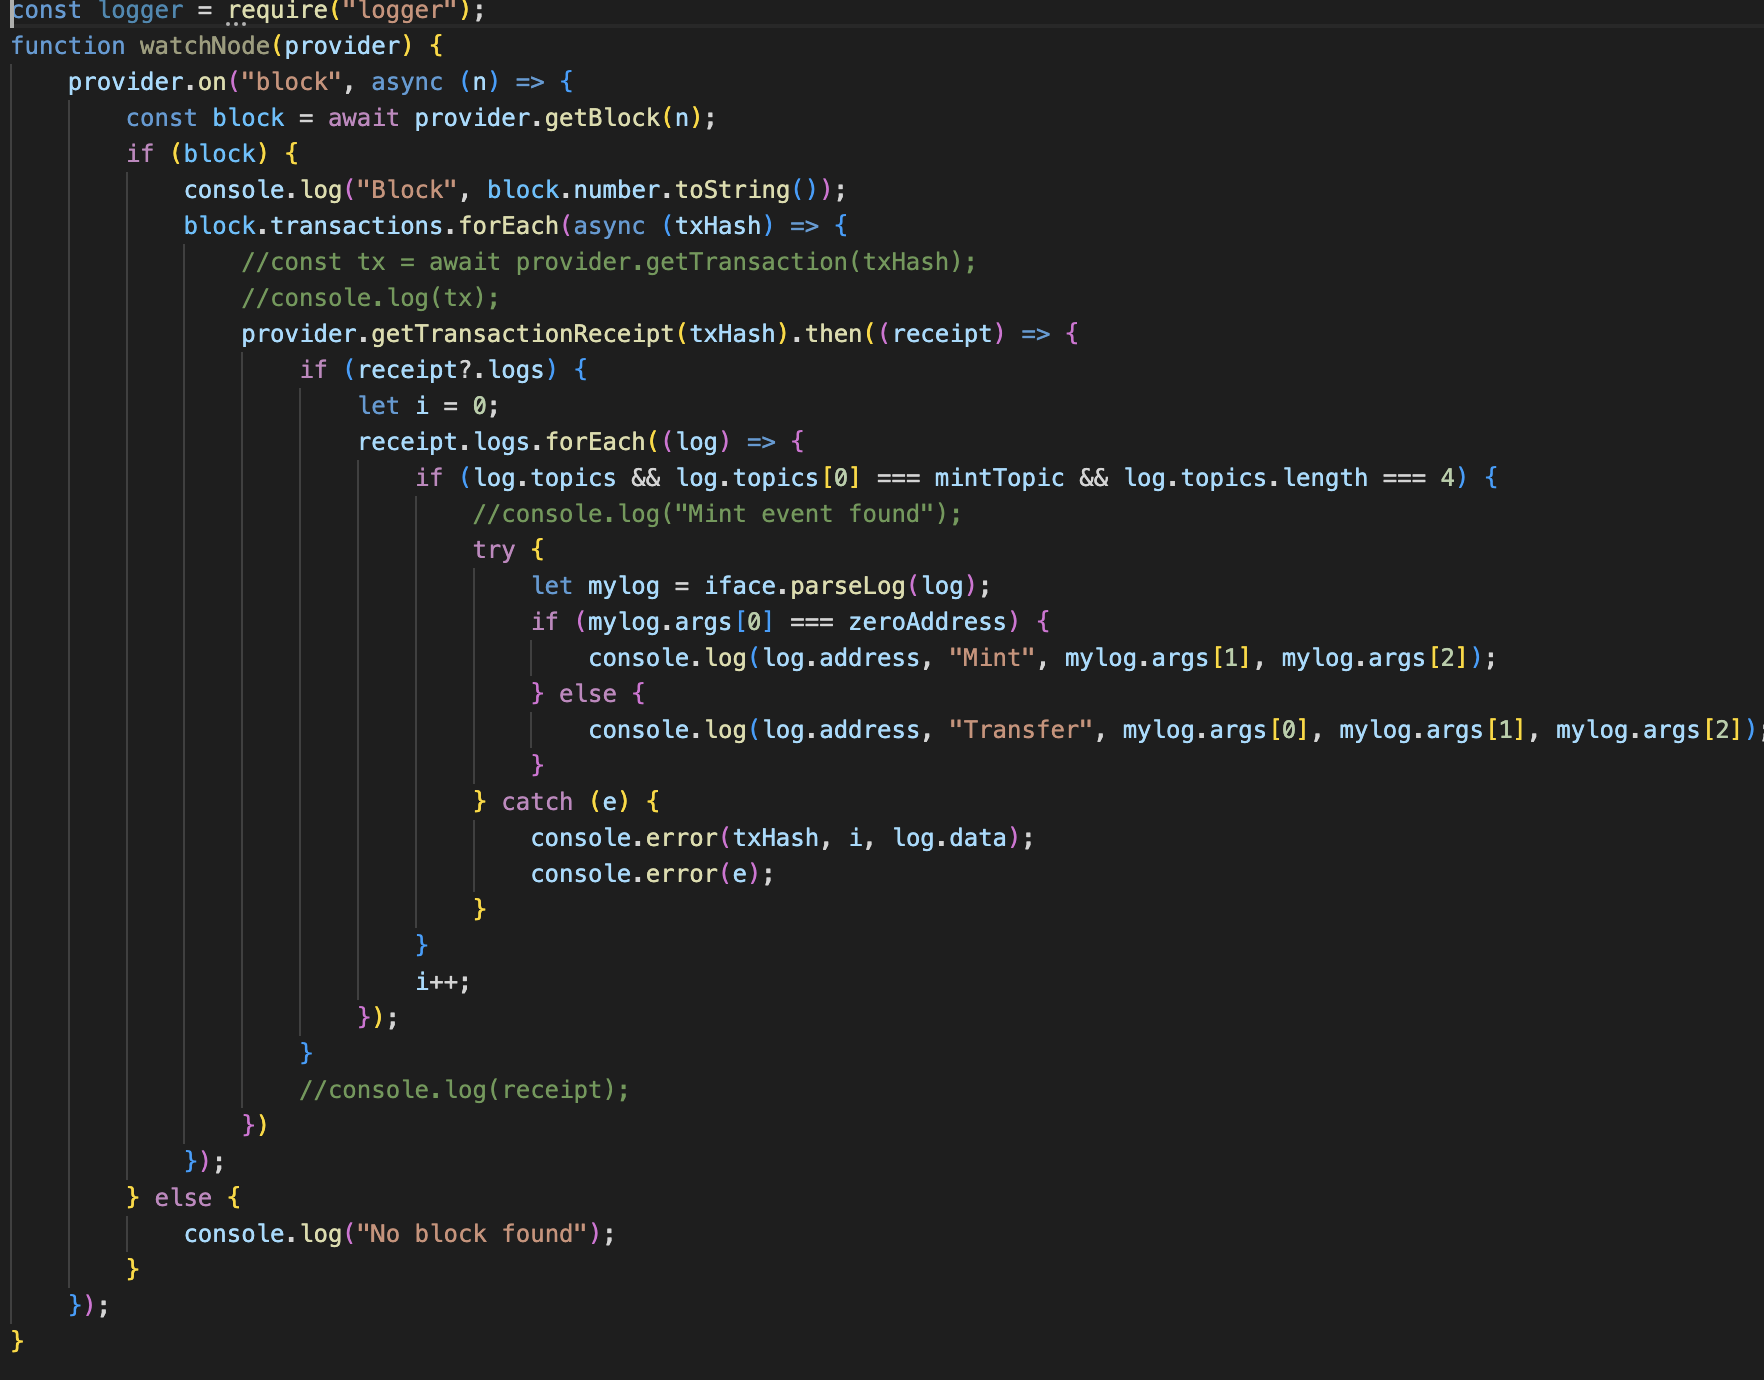 const logger = require("logger");
function watchNode(provider) {
    provider.on("block", async (n) => {
        const block = await provider.getBlock(n);
        if (block) {
            console.log("Block", block.number.toString());
            block.transactions.forEach(async (txHash) => {
                //const tx = await provider.getTransaction(txHash);
                //console.log(tx);
                provider.getTransactionReceipt(txHash).then((receipt) => {
                    if (receipt?.logs) {
                        let i = 0;
                        receipt.logs.forEach((log) => {
                            if (log.topics && log.topics[0] === mintTopic && log.topics.length === 4) {
                                //console.log("Mint event found");
                                try {
                                    let mylog = iface.parseLog(log);
                                    if (mylog.args[0] === zeroAddress) {
                                        console.log(log.address, "Mint", mylog.args[1], mylog.args[2]);
                                    } else {
                                        console.log(log.address, "Transfer", mylog.args[0], mylog.args[1], mylog.args[2]);
                                    }
                                } catch (e) {
                                    console.error(txHash, i, log.data);
                                    console.error(e);
                                }
                            }
                            i++;
                        });
                    }
                    //console.log(receipt);
                })
            });
        } else {
            console.log("No block found");
        }
    });
}